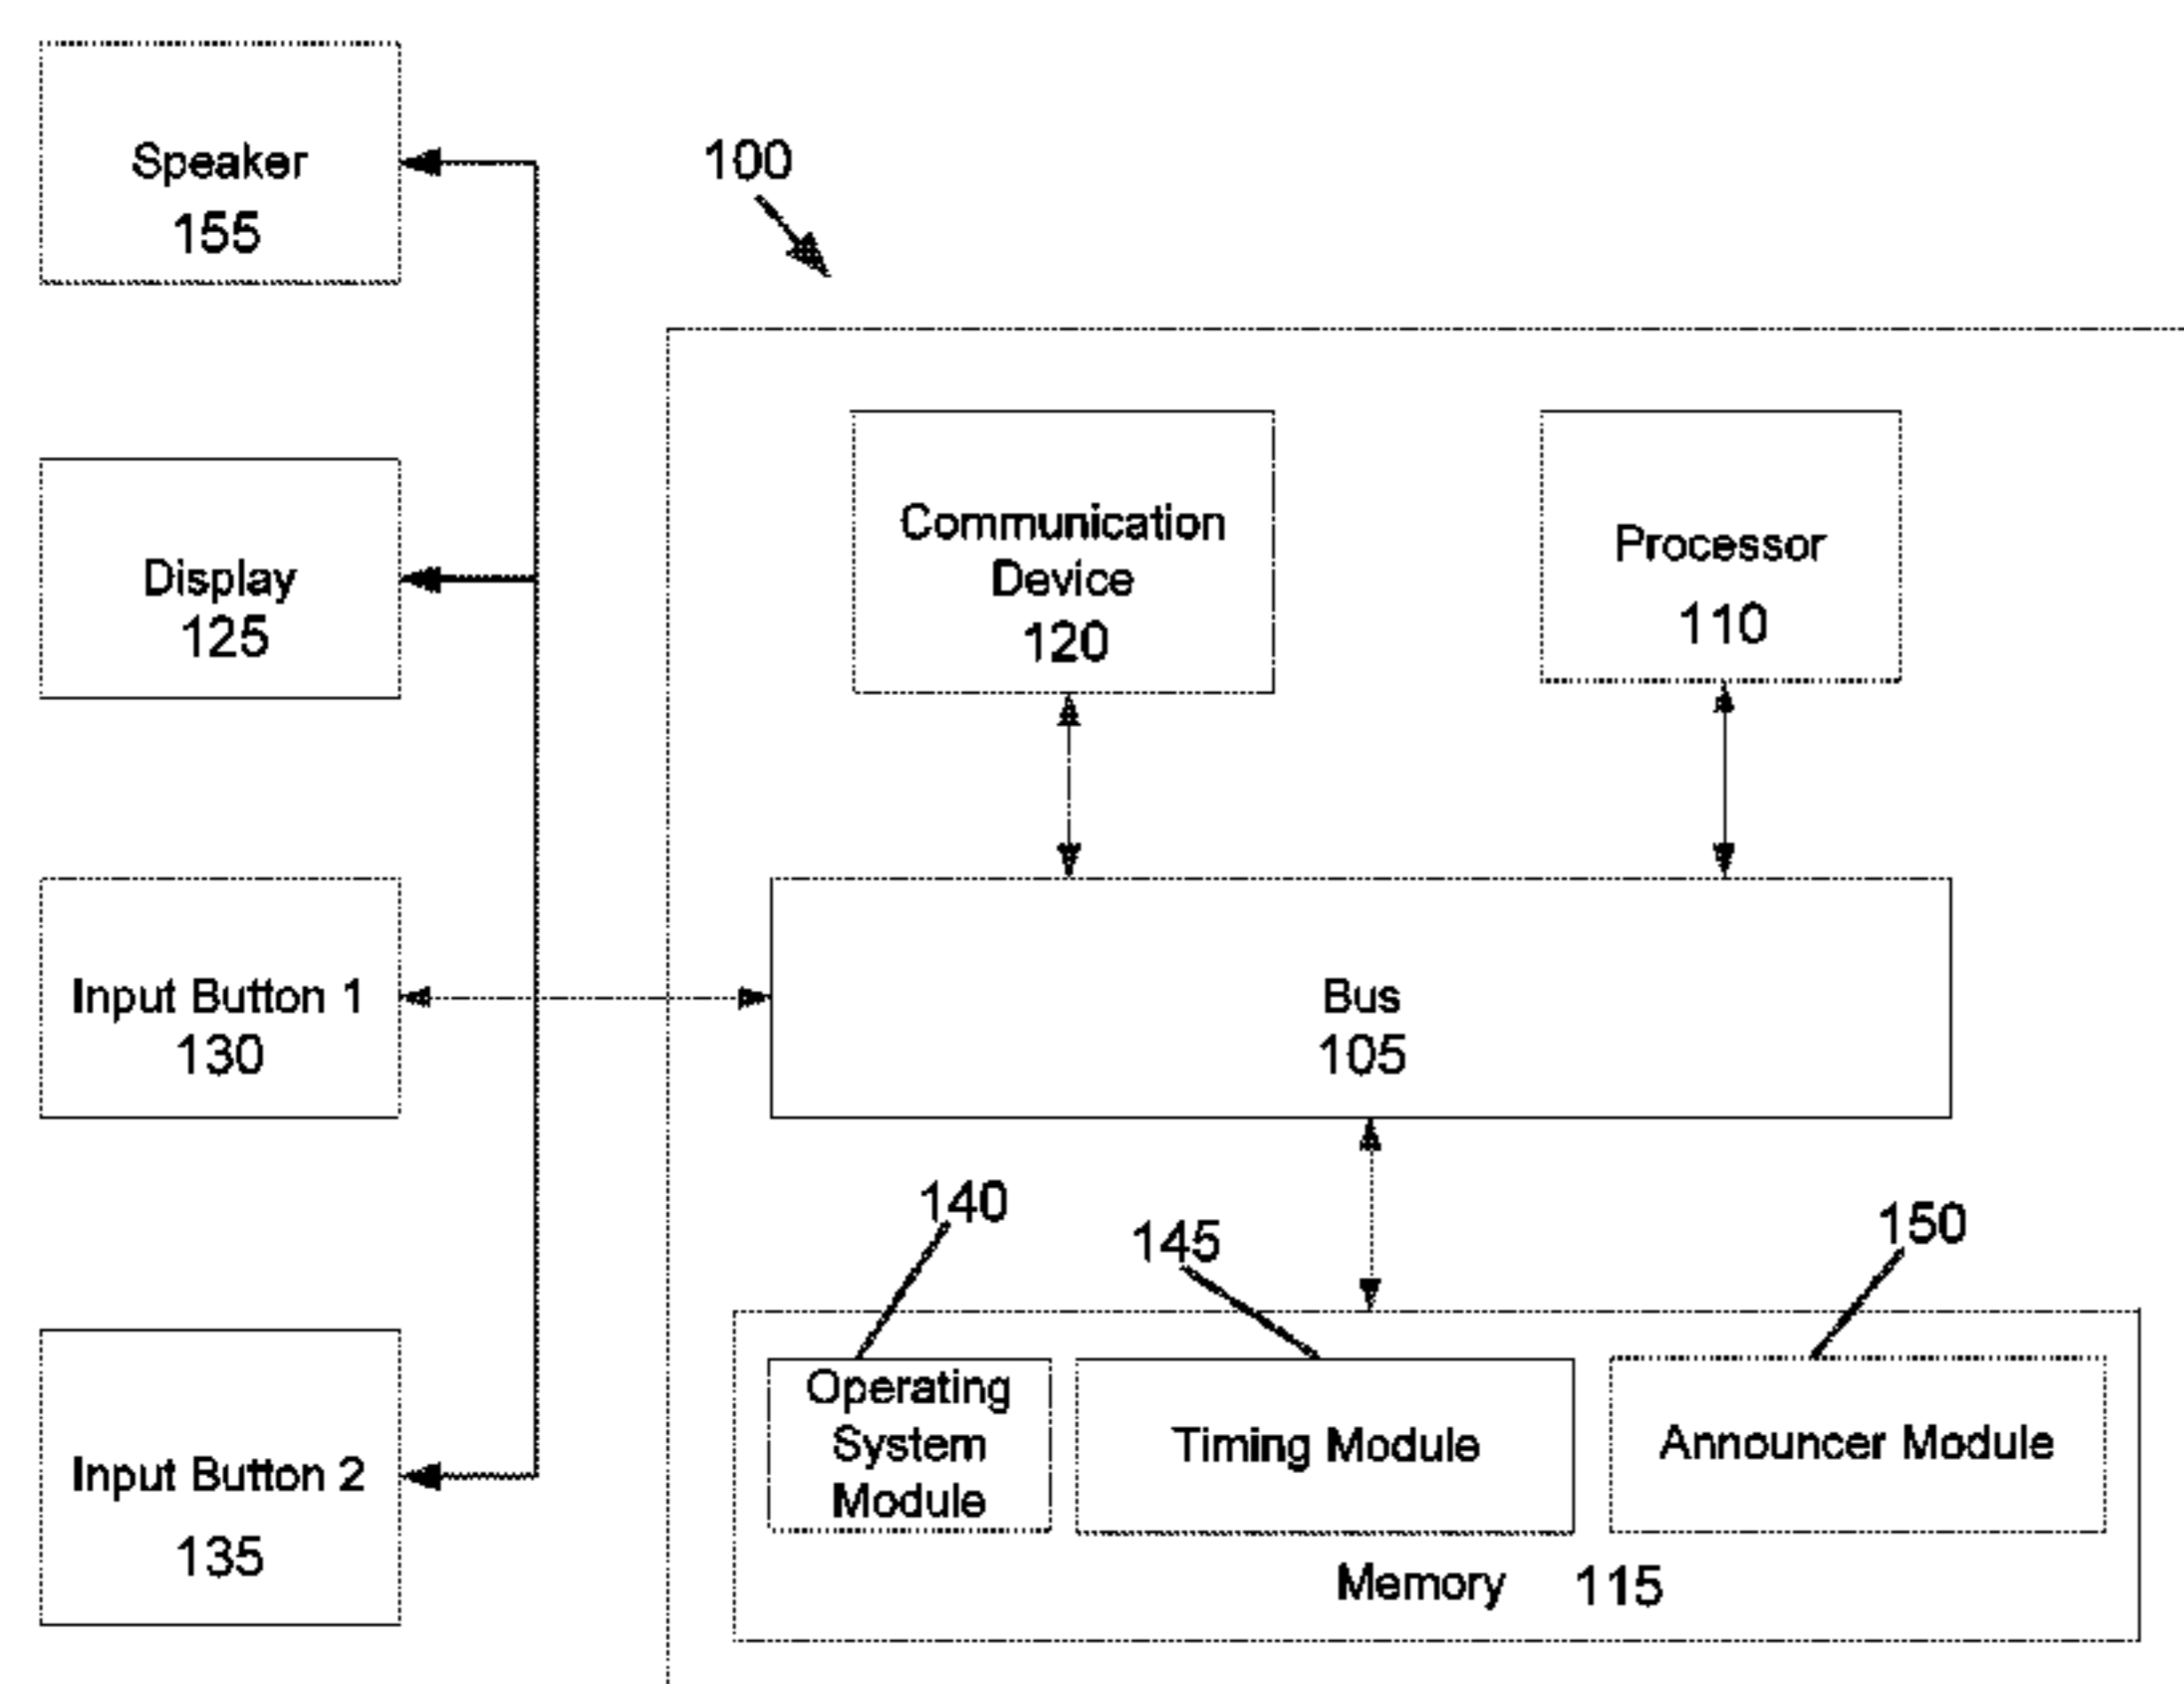 Speaker
155
100
Display
125
Communication
Device
120
Processor
110
Input Button 1
130
Bus
105
140
145
150
Input Button 2
135
Operating
System
Module
Timing Module
Announcer Module
Memory 115